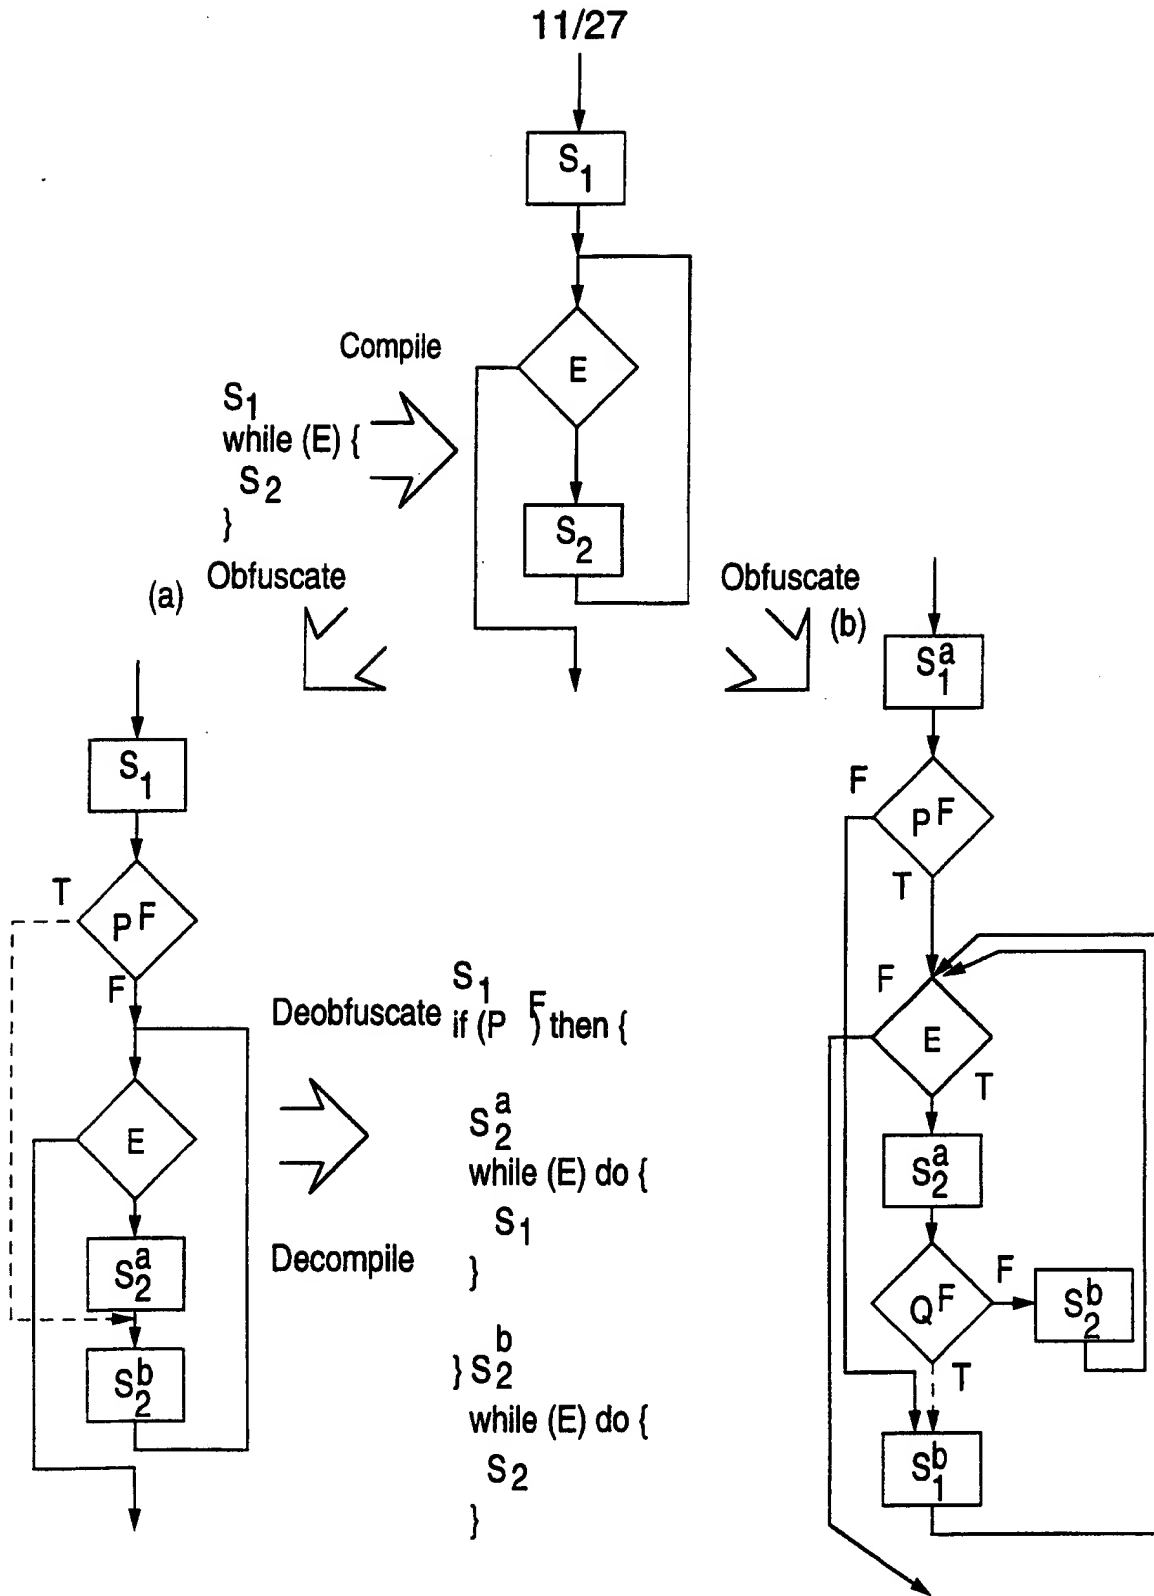 11/27
S1
E
S2
Compile
S1
while (E) {
S2
}
(a)
Obfuscate
S1
T
PF
F
E
S2a
S2b
Deobfuscate
Decompile
S1
if (P F) then {
S2a
while (E) do {
S1
}
} S2b
while (E) do {
S2
}
Obfuscate
(b)
S1a
F
PF
T
F
E
T
S2a
QF
F
S2b
T
S1b